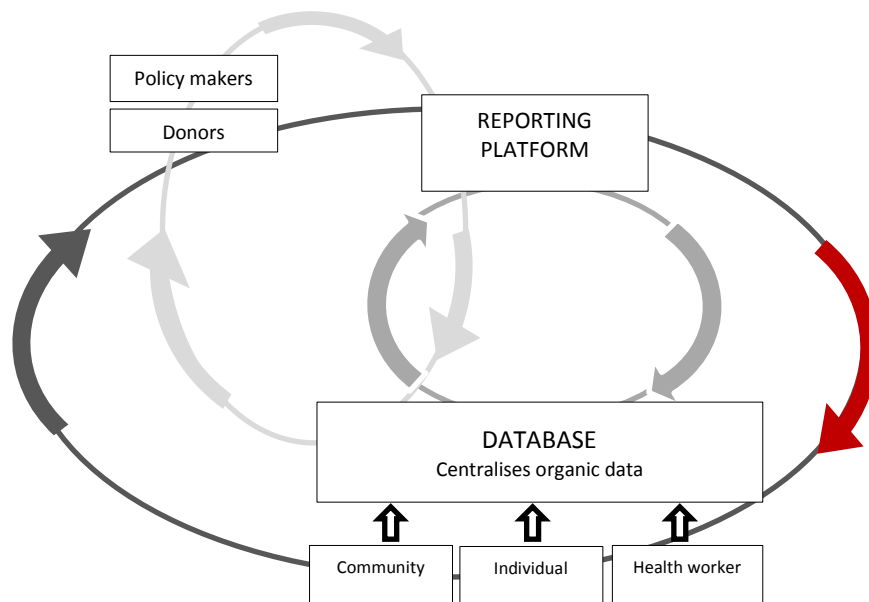 Policy makers
Donors
REPORTING
PLATFORM
DATABASE
Centralises organic data
Community
Individual
Health worker